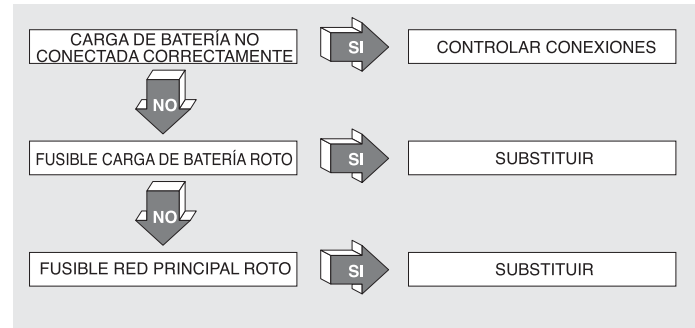 CARGA DE BATERÍA NO
CONECTADA CORRECTAMENTE
SI
CONTROLAR CONEXIONES
NO
FUSIBLE CARGA DE BATERÍA ROTO
SI
SUBSTITUIR
NO
FUSIBLE RED PRINCIPAL ROTO
SI
SUBSTITUIR